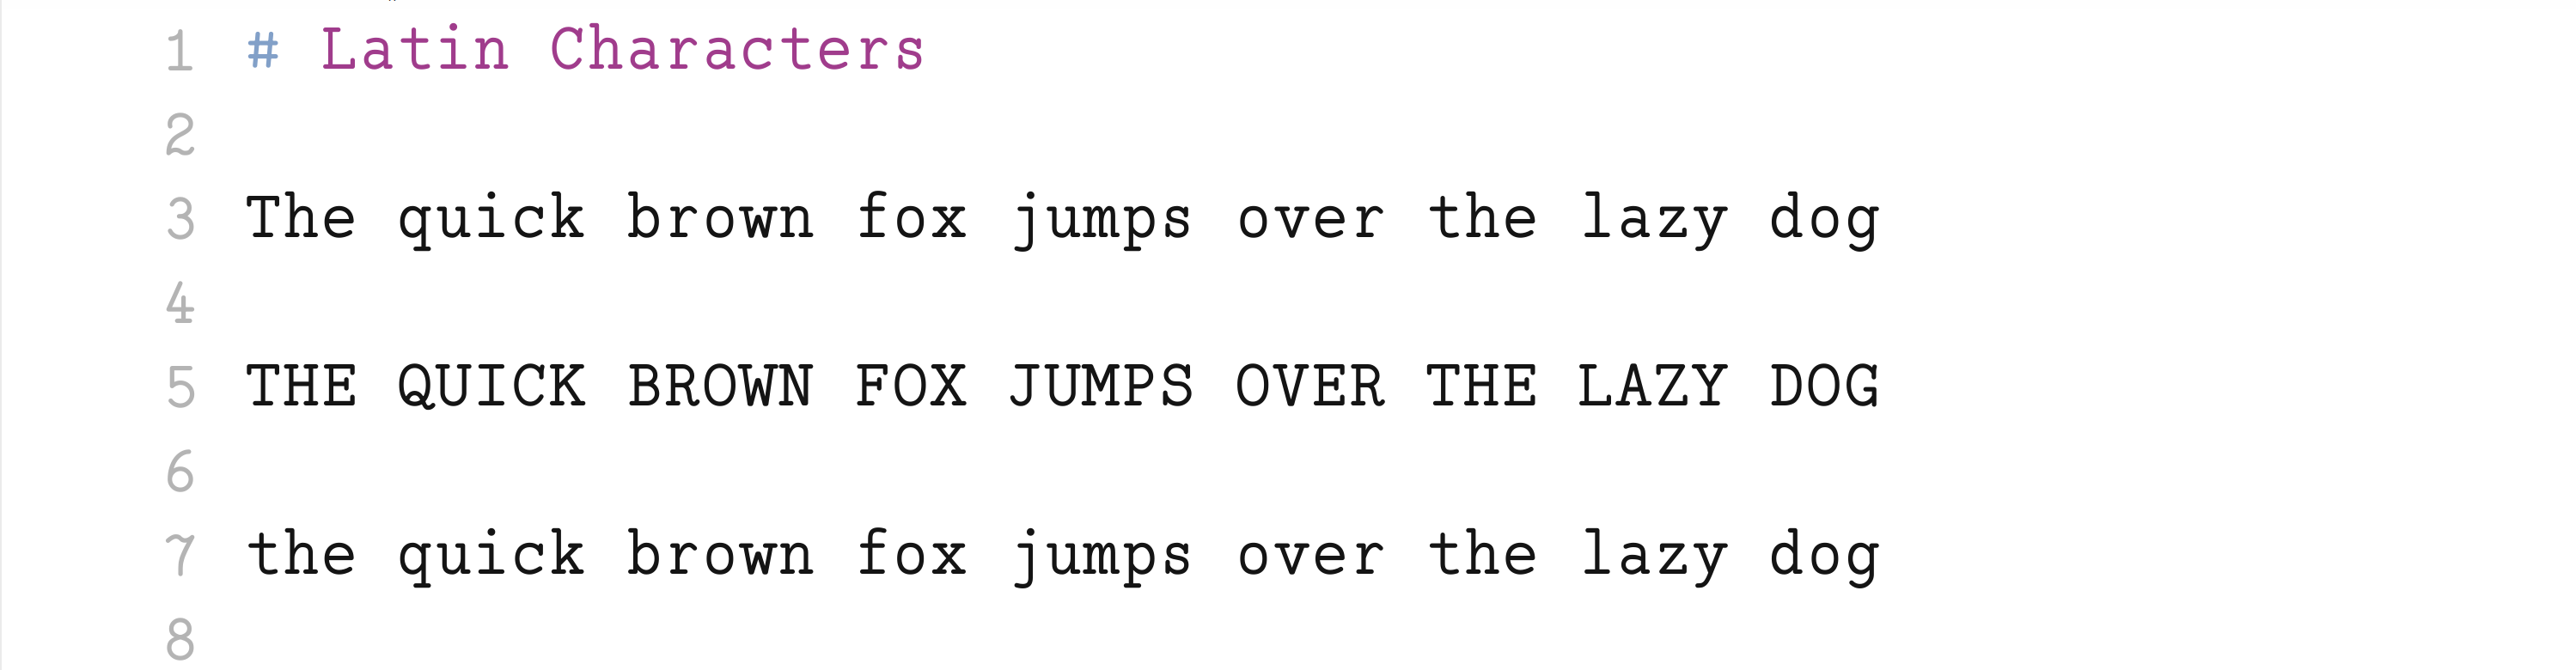 1 # Latin Characters
2
3 The quick brown fox jumps over the lazy dog
4
5 THE QUICK BROWN FOX JUMPS OVER THE LAZY DOG
6
7 the quick brown fox jumps over the lazy dog
8